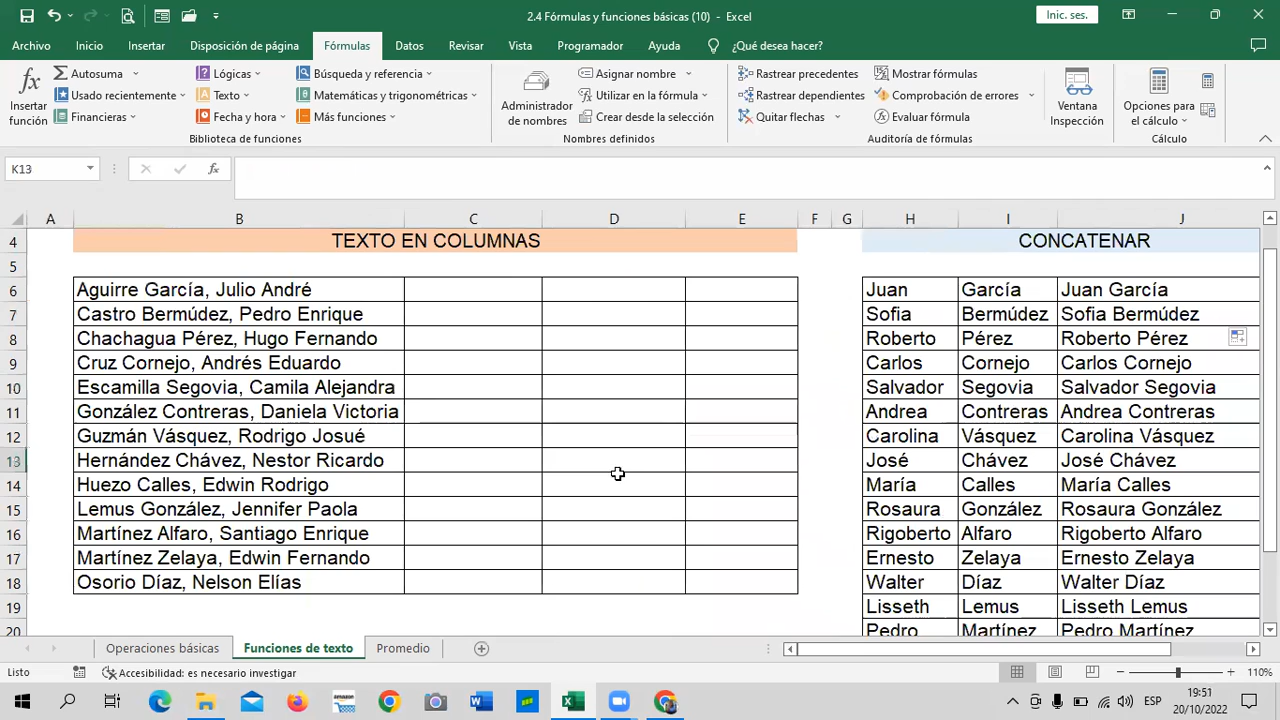 2.4 Fórmulas y funciones básicas (10) - Excel
Inic. ses.
Archivo Inicio Insertar Disposición de página Fórmulas Datos Revisar Vista Programador Ayuda ¿Qué desea hacer?
Insertar función
Autosuma
Usado recientemente
Financieras
Lógicas
Texto
Fecha y hora
Búsqueda y referencia
Matemáticas y trigonométricas
Más funciones
Biblioteca de funciones
Administrador de nombres
Asignar nombre
Utilizar en la fórmula
Crear desde la selección
Nombres definidos
Rastrear precedentes
Rastrear dependientes
Quitar flechas
Mostrar fórmulas
Comprobación de errores
Evaluar fórmula
Auditoría de fórmulas
Ventana Inspección
Opciones para el cálculo
Cálculo
K13 fx
A B C D E F G H I J
4 TEXTO EN COLUMNAS CONCATENAR
5
6 Aguirre García, Julio André Juan García Juan García
7 Castro Bermúdez, Pedro Enrique Sofia Bermúdez Sofia Bermúdez
8 Chachagua Pérez, Hugo Fernando Roberto Pérez Roberto Pérez
9 Cruz Cornejo, Andrés Eduardo Carlos Cornejo Carlos Cornejo
10 Escamilla Segovia, Camila Alejandra Salvador Segovia Salvador Segovia
11 González Contreras, Daniela Victoria Andrea Contreras Andrea Contreras
12 Guzmán Vásquez, Rodrigo Josué Carolina Vásquez Carolina Vásquez
13 Hernández Chávez, Nestor Ricardo José Chávez José Chávez
14 Huezo Calles, Edwin Rodrigo María Calles María Calles
15 Lemus González, Jennifer Paola Rosaura González Rosaura González
16 Martínez Alfaro, Santiago Enrique Rigoberto Alfaro Rigoberto Alfaro
17 Martínez Zelaya, Edwin Fernando Ernesto Zelaya Ernesto Zelaya
18 Osorio Díaz, Nelson Elías Walter Díaz Walter Díaz
19 Lisseth Lemus Lisseth Lemus
20 Pedro Martínez Pedro Martínez
Operaciones básicas Funciones de texto Promedio
Listo Accesibilidad: es necesario investigar 110%
ESP 19:51
20/10/2022